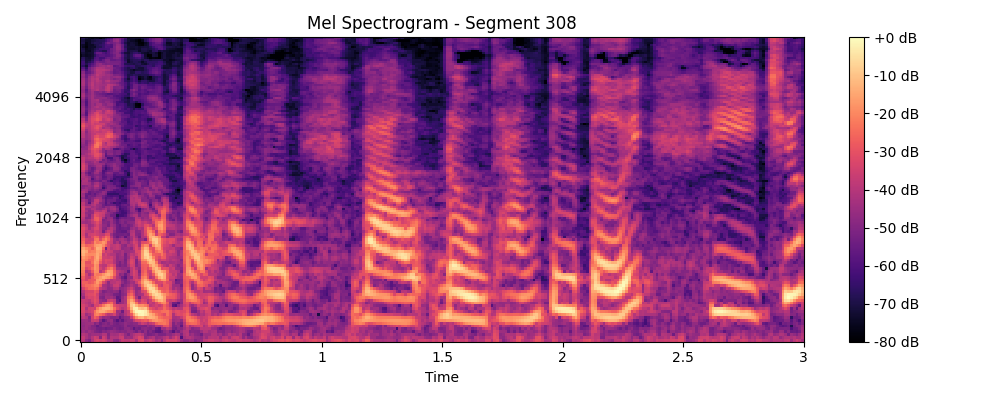 Mel Spectrogram - Segment 308
+0 dB
4096
-10 dB
-20 dB
2048
-30 dB
Frequency
-40 dB
1024
-50 dB
512
-60 dB
-70 dB
0
-80 dB
0 0.5 1 1.5 2 2.5 3
Time